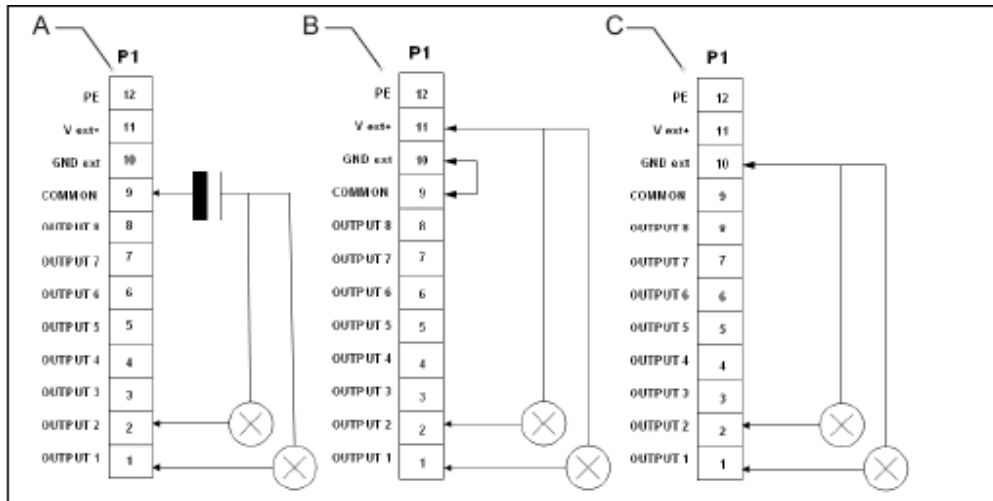 A
P1
PE 12
V ext+ 11
GND ext 10
COMMON 9
OUTPUT 8 8
OUTPUT 7 7
OUTPUT 6 6
OUTPUT 5 5
OUTPUT 4 4
OUTPUT 3 3
OUTPUT 2 2
OUTPUT 1 1
B
P1
PE 12
V ext+ 11
GND ext 10
COMMON 9
OUTPUT 8 8
OUTPUT 7 7
OUTPUT 6 6
OUTPUT 5 5
OUTPUT 4 4
OUTPUT 3 3
OUTPUT 2 2
OUTPUT 1 1
C
P1
PE 12
V ext+ 11
GND ext 10
COMMON 9
OUTPUT 8 8
OUTPUT 7 7
OUTPUT 6 6
OUTPUT 5 5
OUTPUT 4 4
OUTPUT 3 3
OUTPUT 2 2
OUTPUT 1 1